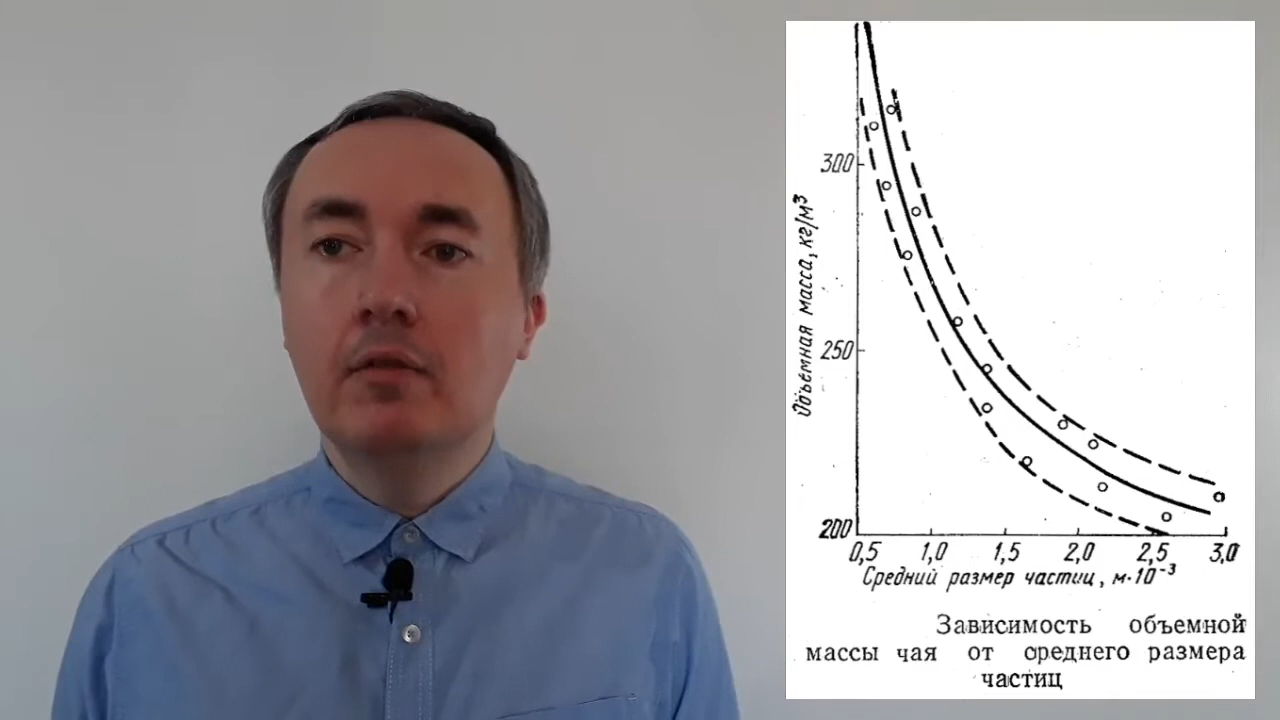 300
250
200
Объемная масса, кг/м³
0,5 1,0 1,5 2,0 2,5 3,0
Средний размер частиц, м·10⁻³
Зависимость объемной
массы чая от среднего размера
частиц